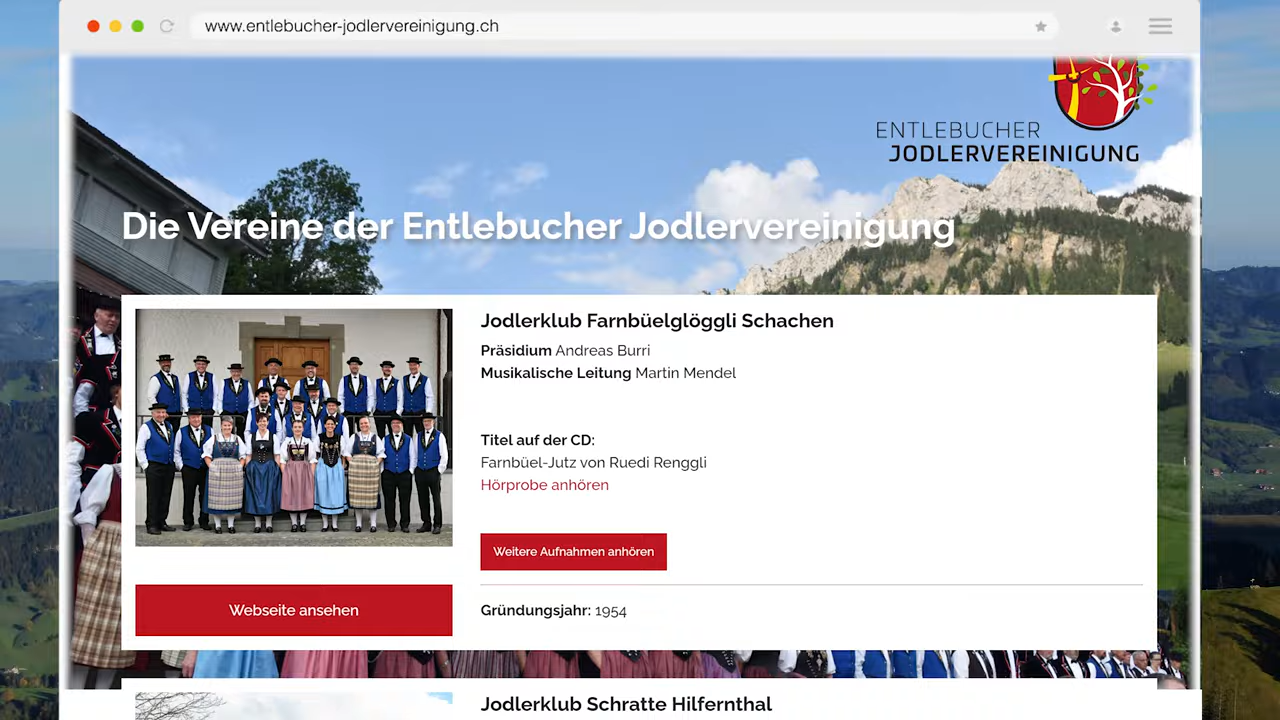 www.entlebucher-jodlervereinigung.ch
ENTLEBUCHER
JODLERVEREINIGUNG
Die Vereine der Entlebucher Jodlervereinigung
Jodlerklub Farnbüelglöggli Schachen
Präsidium Andreas Burri
Musikalische Leitung Martin Mendel
Titel auf der CD:
Farnbüel-Jutz von Ruedi Renggli
Hörprobe anhören
Weitere Aufnahmen anhören
Webseite ansehen
Gründungsjahr: 1954
Jodlerklub Schratte Hilfernthal